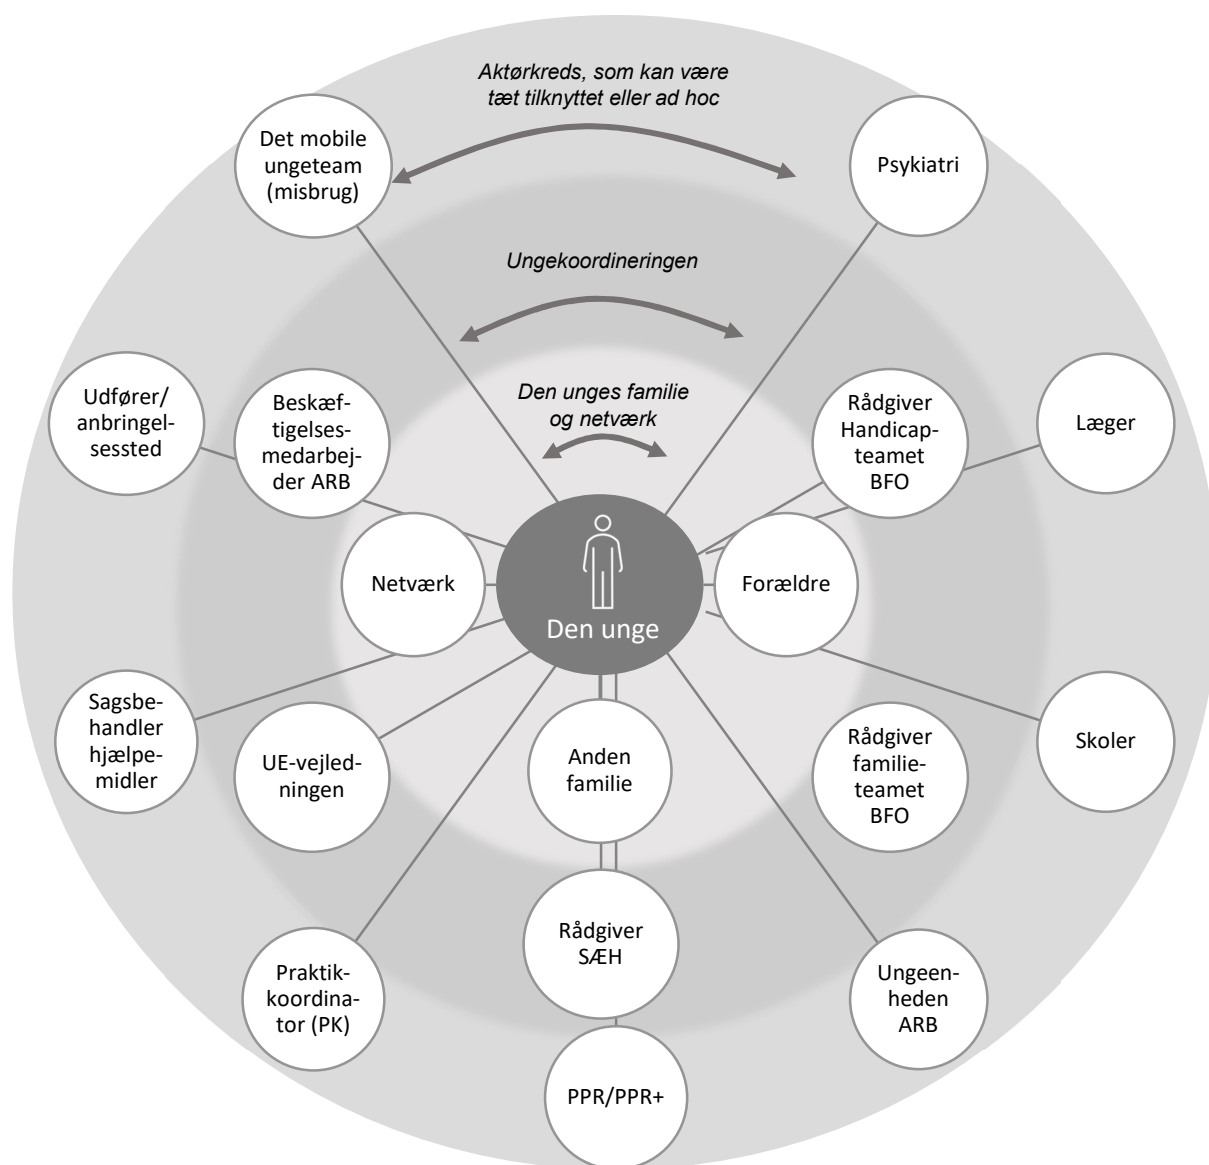 Aktørkreds, som kan være
tæt tilknyttet eller ad hoc
Det mobile
ungeteam
(misbrug)
Psykiatri
Ungekoordineringen
Den unges familie
og netværk
Udfører/
anbringel-
sessted
Beskæf-
tigelses-
medarbej-
der ARB
Rådgiver
Handicap-
teamet
BFO
Læger
Netværk
Den unge
Forældre
Sagsbe-
handler
hjælpe-
midler
UE-vejled-
ningen
Anden
familie
Rådgiver
familie-
teamet
BFO
Skoler
Praktik-
koordina-
tor (PK)
Rådgiver
SÆH
Ungeen-
heden
ARB
PPR/PPR+